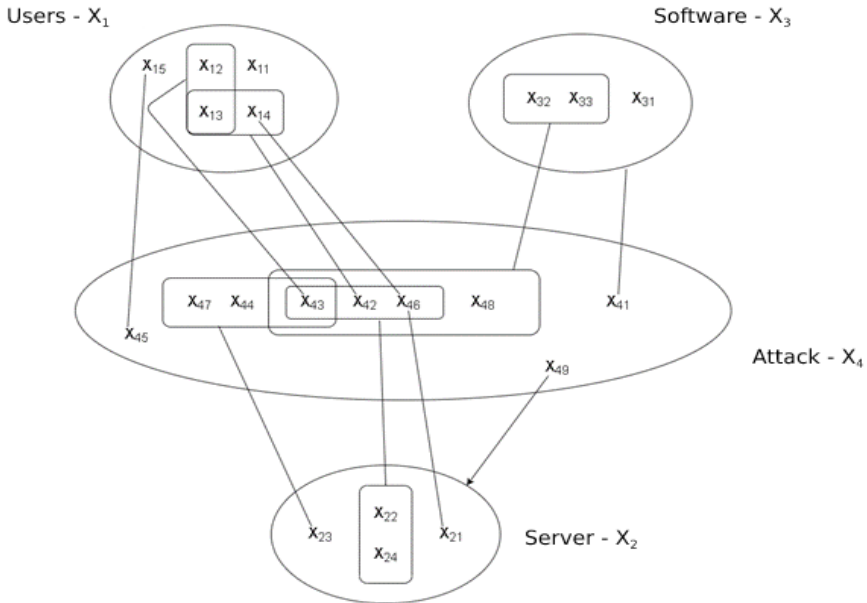 Users - X₁
Software - X₃
X₁₅ X₁₂ X₁₁
X₁₃ X₁₄
X₃₂ X₃₃ X₃₁
X₄₇ X₄₄ X₄₃ X₄₂ X₄₆ X₄₈ X₄₁
X₄₅
Attack - X₄
X₄₉
X₂₂
X₂₃ X₂₁
Server - X₂
X₂₄